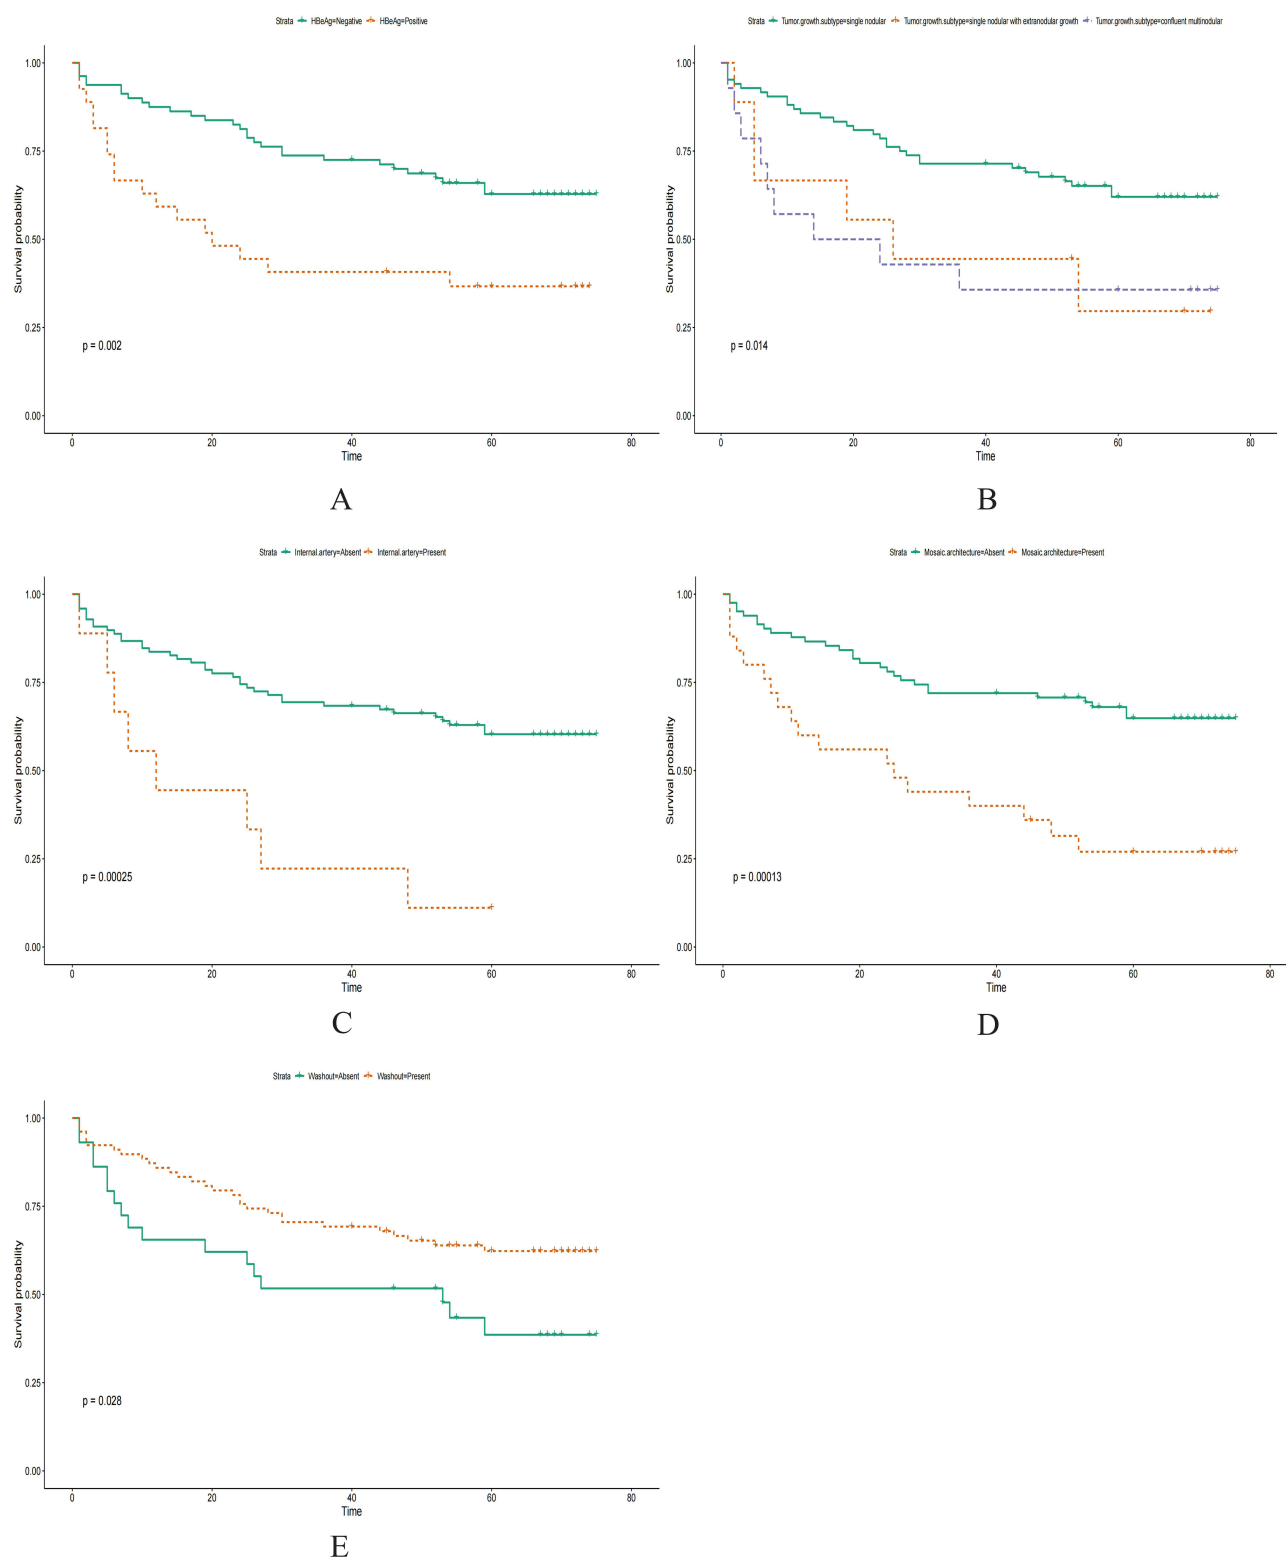 Strata HBeAg=Negative HBeAg=Positive
1.00
0.75
0.50
0.25
0.00
Survival probability
p = 0.002
0 20 40 60 80
Time
A
Strata Tumor.growth.subtype=single nodular Tumor.growth.subtype=single nodular with extranodular growth Tumor.growth.subtype=confluent multinodular
1.00
0.75
0.50
0.25
0.00
Survival probability
p = 0.014
0 20 40 60 80
Time
B
Strata Internal.artery=Absent Internal.artery=Present
1.00
0.75
0.50
0.25
0.00
Survival probability
p = 0.00025
0 20 40 60 80
Time
C
Strata Mosaic.architecture=Absent Mosaic.architecture=Present
1.00
0.75
0.50
0.25
0.00
Survival probability
p = 0.00013
0 20 40 60 80
Time
D
Strata Washout=Absent Washout=Present
1.00
0.75
0.50
0.25
0.00
Survival probability
p = 0.028
0 20 40 60 80
Time
E